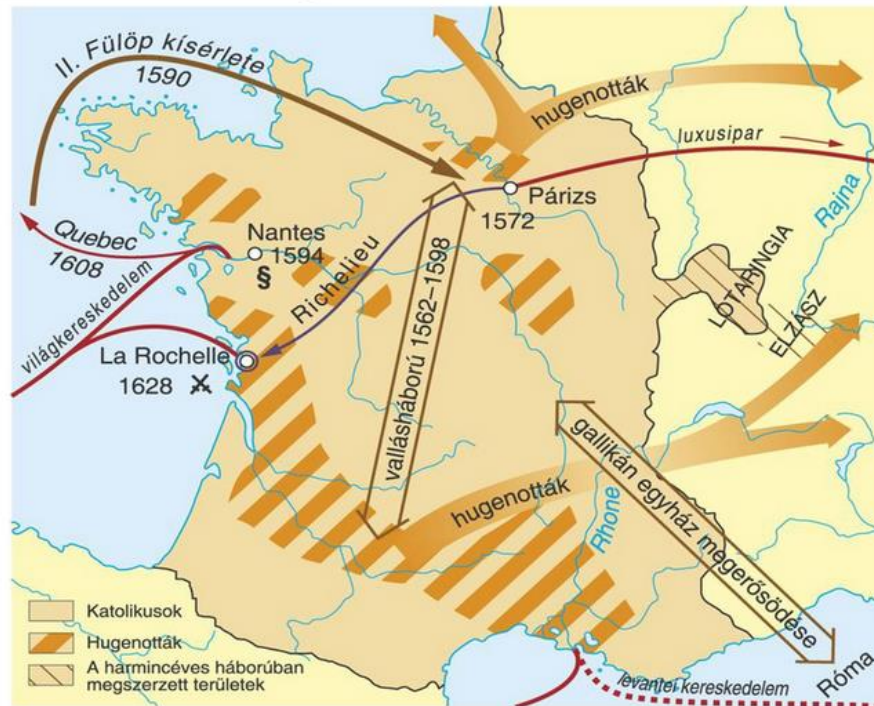 II. Fülöp kísérlete
1590
hugenották
luxusipar
Párizs
1572
Rajna
Nantes
1594
§
Quebec
1608
Richelieu
világkereskedelem
LOTARINGIA
ELZÁSZ
La Rochelle
1628
vallásháború 1562–1598
gallikán egyház megerősödése
hugenották
Rhone
Katolikusok
Hugenották
A harmincéves háborúban
megszerzett területek
levantei kereskedelem
Róma